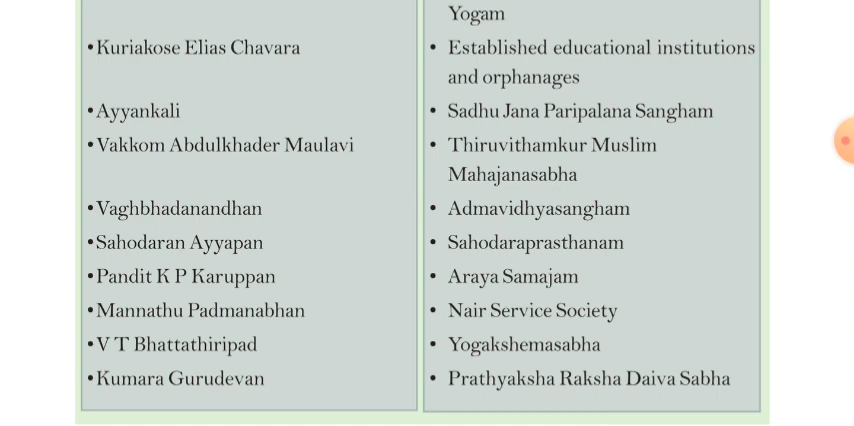 Yogam
•Kuriakose Elias Chavara
• Established educational institutions
and orphanages
•Ayyankali
• Sadhu Jana Paripalana Sangham
•Vakkom Abdulkhader Maulavi
• Thiruvithamkur Muslim
Mahajanasabha
•Vaghbhadanandhan
• Admavidhyasangham
•Sahodaran Ayyapan
• Sahodaraprasthanam
•Pandit K P Karuppan
• Araya Samajam
•Mannathu Padmanabhan
• Nair Service Society
•V T Bhattathiripad
• Yogakshemasabha
•Kumara Gurudevan
• Prathyaksha Raksha Daiva Sabha